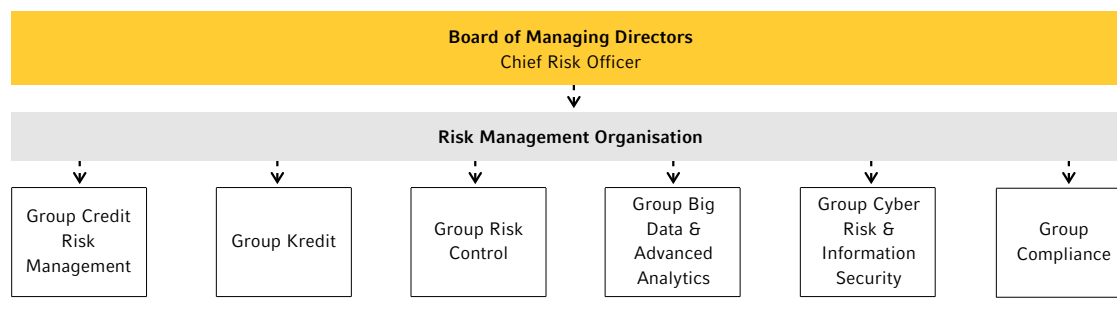 Board of Managing Directors
Chief Risk Officer
Risk Management Organisation
Group Credit
Risk
Management
Group Kredit
Group Risk
Control
Group Big
Data &
Advanced
Analytics
Group Cyber
Risk &
Information
Security
Group
Compliance